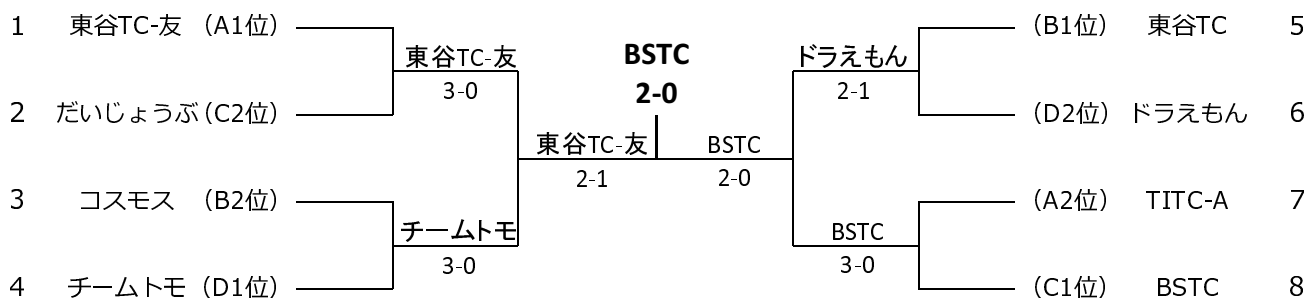 1 東谷TC-友 (A1位)
(B1位) 東谷TC 5
東谷TC-友
3-0
BSTC
2-0
ドラえもん
2-1
2 だいじょうぶ (C2位)
(D2位) ドラえもん 6
東谷TC-友
2-1
BSTC
2-0
3 コスモス (B2位)
(A2位) TITC-A 7
チームトモ
3-0
BSTC
3-0
4 チームトモ (D1位)
(C1位) BSTC 8